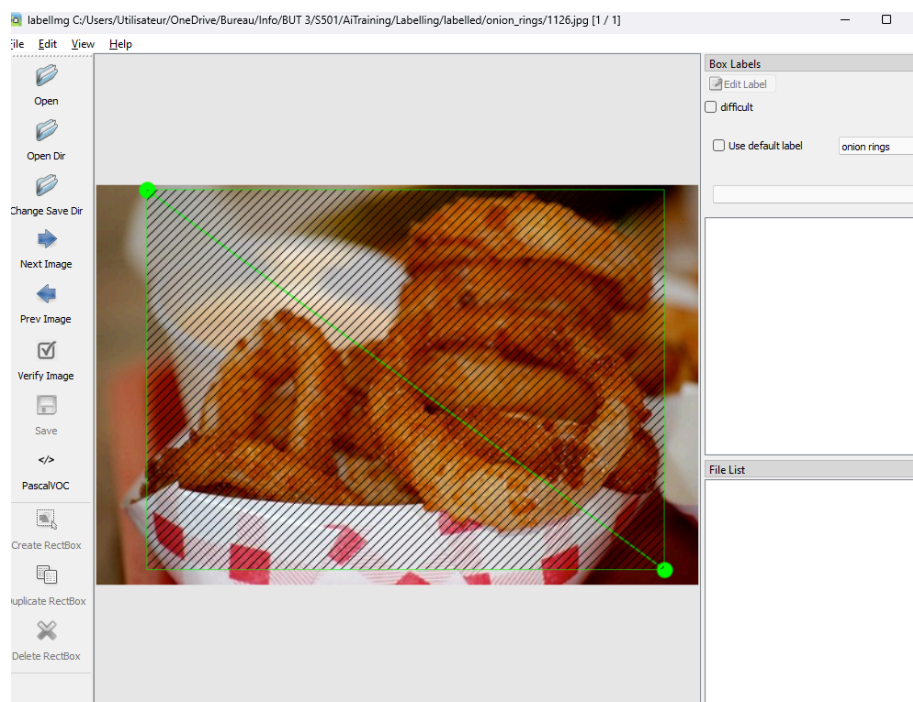 labelImg C:/Users/Utilisateur/OneDrive/Bureau/Info/BUT 3/S501/AiTraining/Labelling/labelled/onion_rings/1126.jpg [1 / 1]
ile Edit View Help
Open
Open Dir
Change Save Dir
Next Image
Prev Image
Verify Image
Save
</>
PascalVOC
Create RectBox
uplicate RectBox
Delete RectBox
Box Labels
Edit Label
difficult
Use default label
onion rings
File List